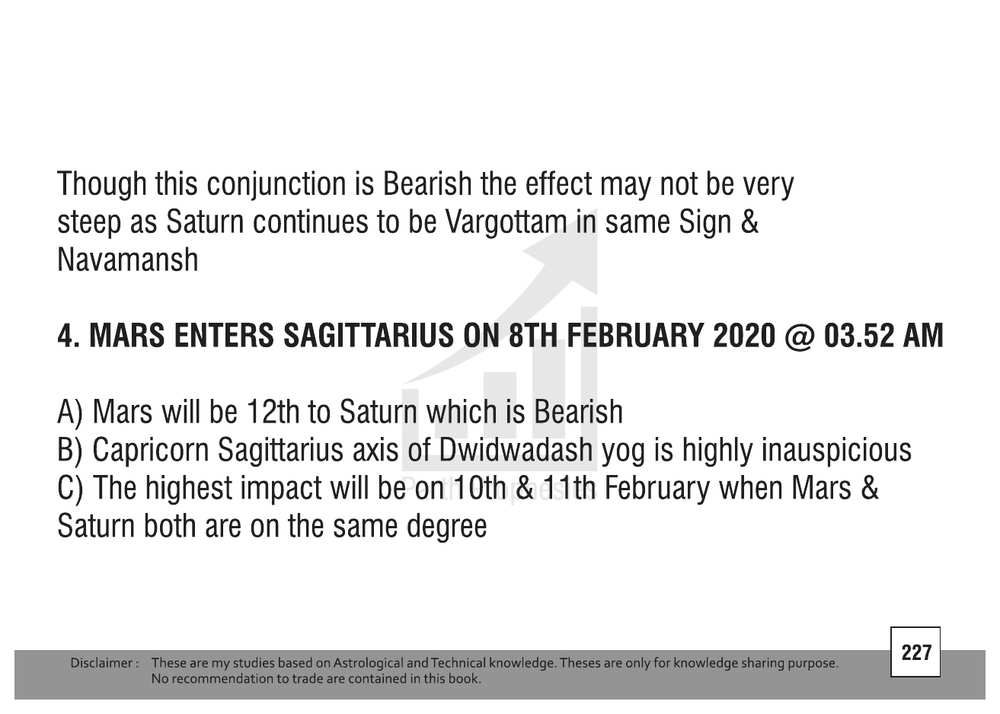 Though this conjunction is Bearish the effect may not be very
steep as Saturn continues to be Vargottam in same Sign &
Navamansh
4. MARS ENTERS SAGITTARIUS ON 8TH FEBRUARY 2020 @ 03.52 AM
A) Mars will be 12th to Saturn which is Bearish
B) Capricorn Sagittarius axis of Dwidwadash yog is highly inauspicious
C) The highest impact will be on 10th & 11th February when Mars &
Saturn both are on the same degree
Disclaimer : These are my studies based on Astrological and Technical knowledge. Theses are only for knowledge sharing purpose.
No recommendation to trade are contained in this book.
227